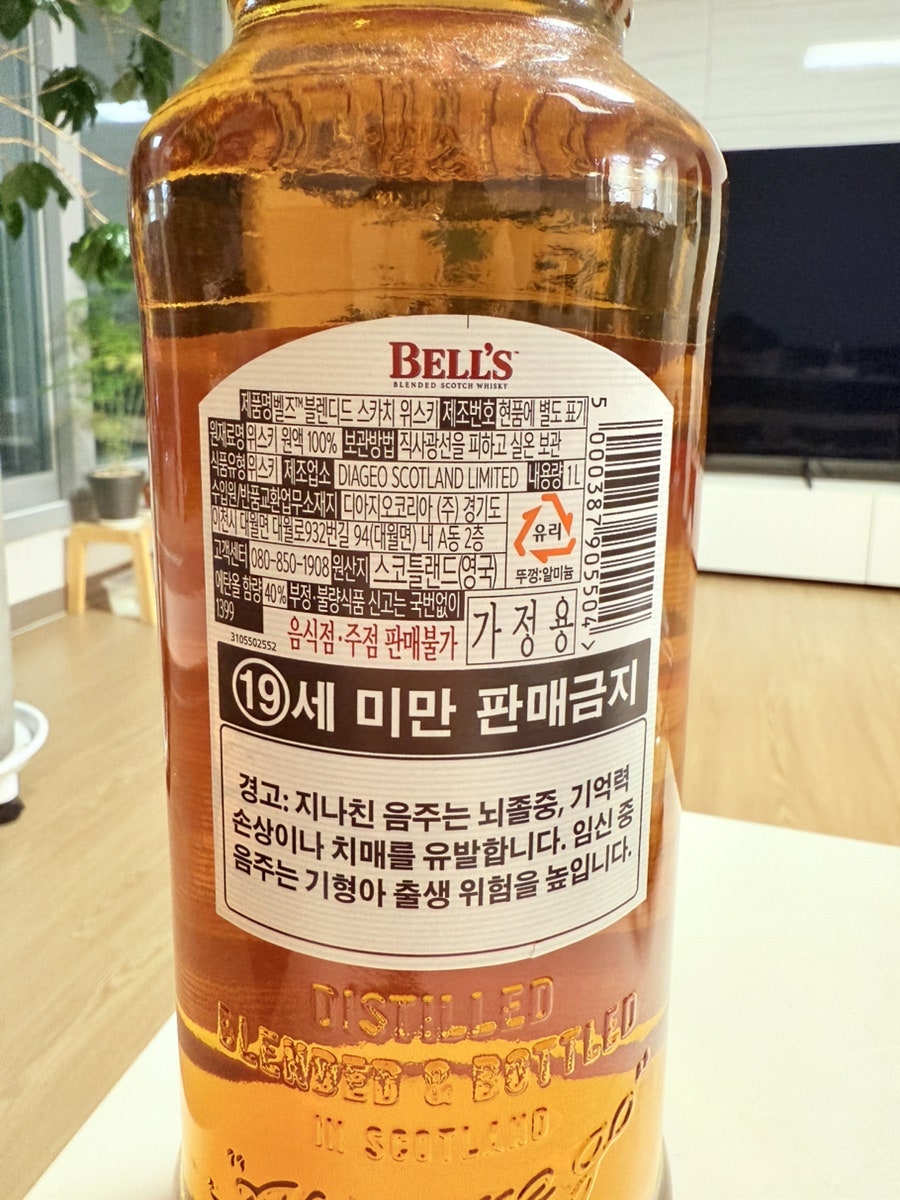 BELL'S™
BLENDED SCOTCH WHISKY
제품명 벨즈™ 블렌디드 스카치 위스키 제조번호 현품에 별도 표기
원재료명 위스키 원액 100% 보관방법 직사광선을 피하고 실온 보관
식품유형 위스키 제조업소 DIAGEO SCOTLAND LIMITED 내용량 1L
수입원/반품교환업무소재지 디아지오코리아 (주) 경기도
이천시 대월면 대월로932번길 94(대월면) 내 A동 2층
고객센터 080-850-1908 원산지 스코틀랜드(영국)
에탄올 함량 40% 부정·불량식품 신고는 국번없이
1399
유리
뚜껑:알미늄
3105502552
음식점·주점 판매불가
가정용
5 000387 905504 >
19세 미만 판매금지
경고: 지나친 음주는 뇌졸중, 기억력
손상이나 치매를 유발합니다. 임신 중
음주는 기형아 출생 위험을 높입니다.
DISTILLED
BLENDED & BOTTLED
IN SCOTLAND